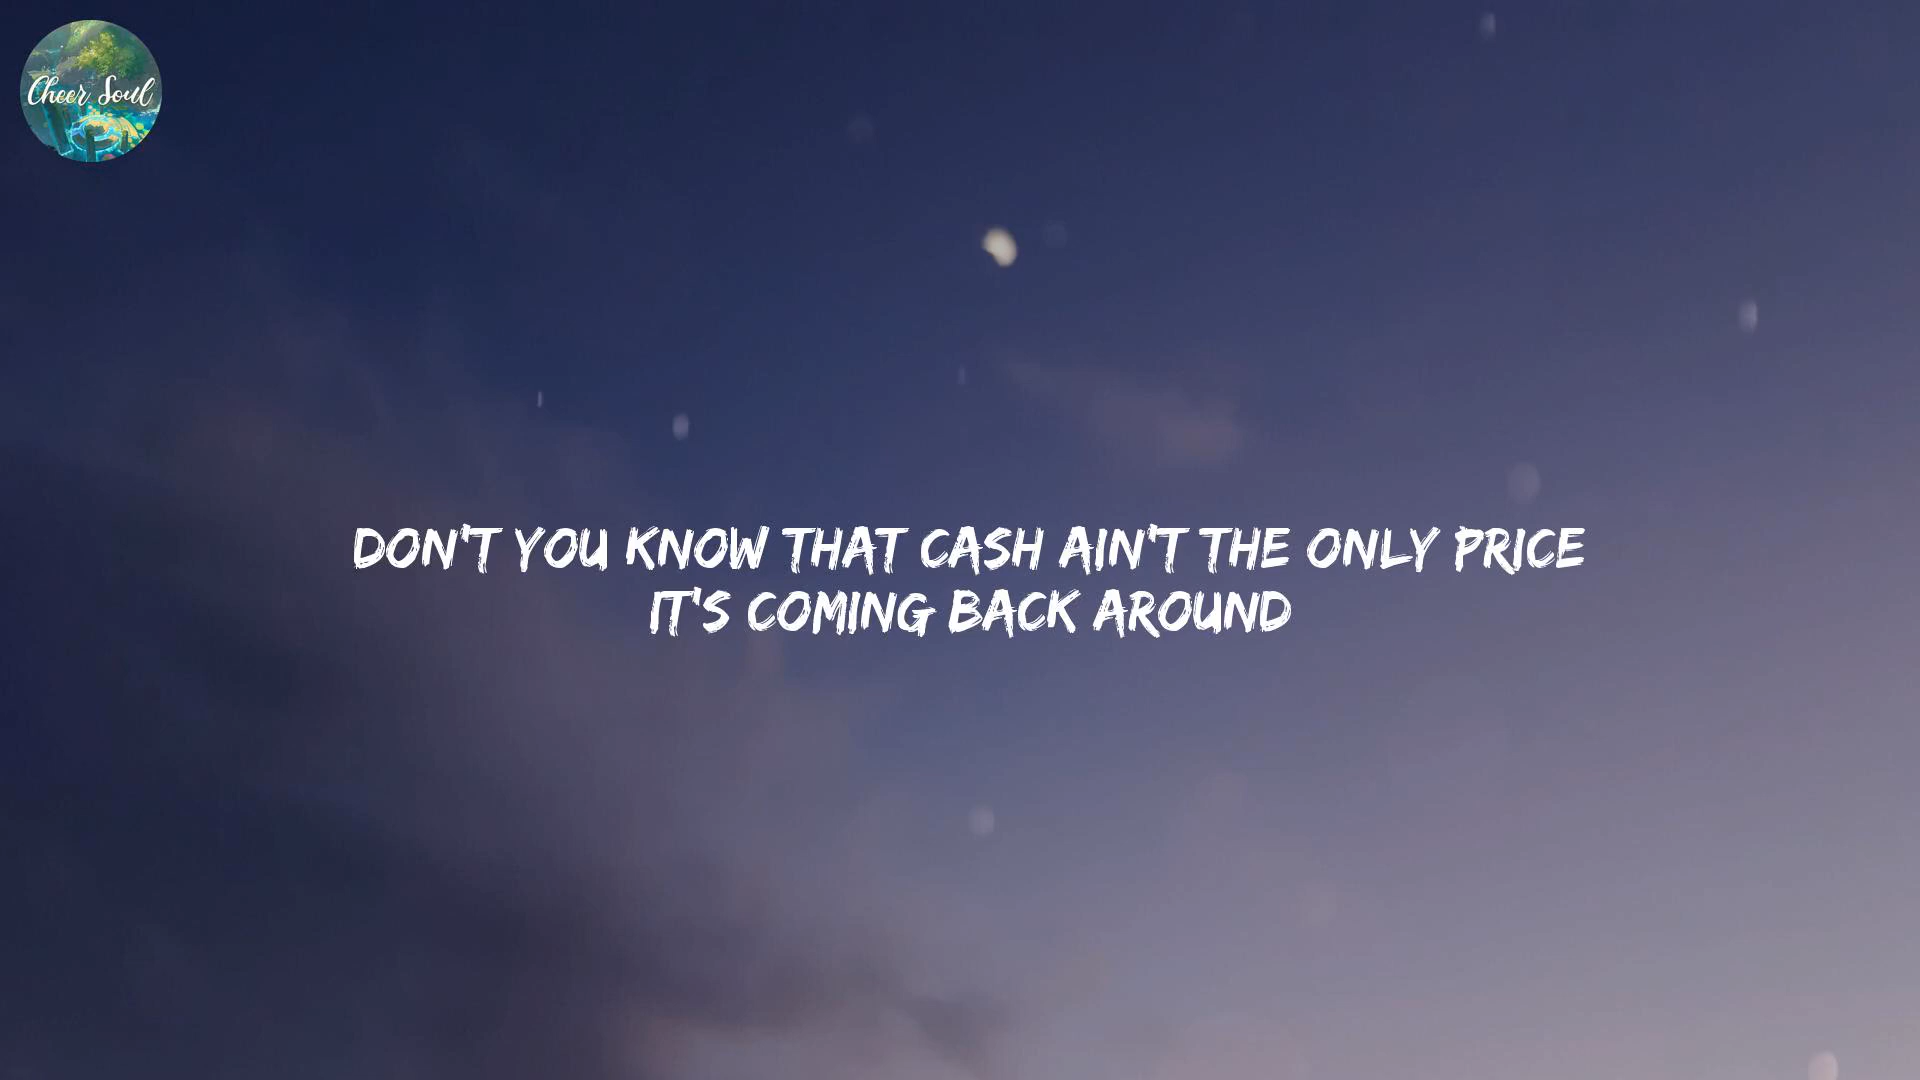 Cheer Soul
DON'T YOU KNOW THAT CASH AIN'T THE ONLY PRICE
IT'S COMING BACK AROUND